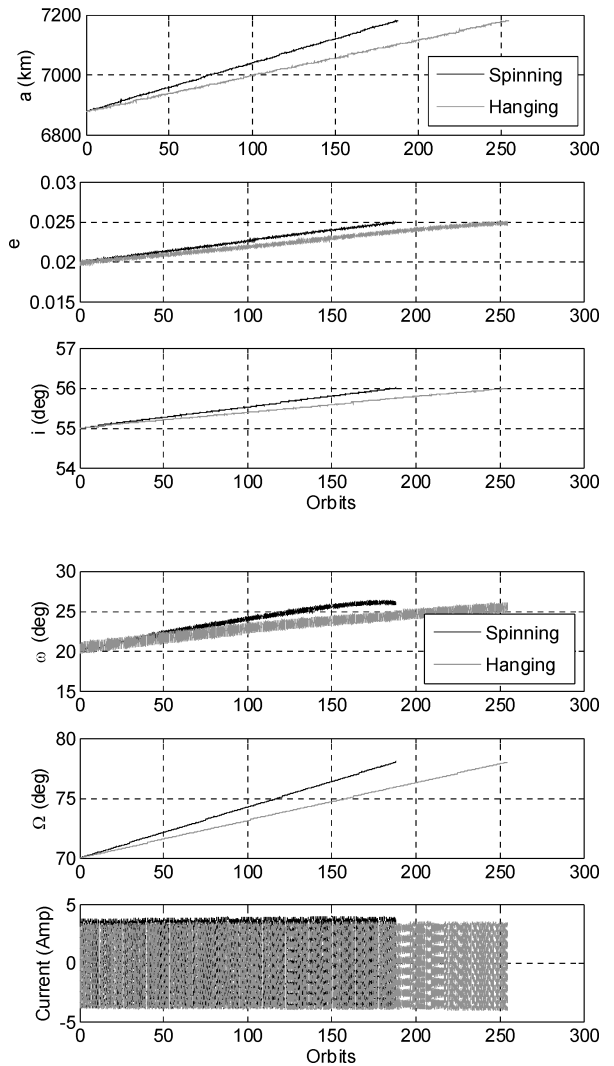 7200
7000
6800
a (km)
Spinning
Hanging
0 50 100 150 200 250 300
0.03
0.025
0.02
0.015
e
0 50 100 150 200 250 300
57
56
55
54
i (deg)
0 50 100 150 200 250 300
Orbits
30
25
20
15
ω (deg)
Spinning
Hanging
0 50 100 150 200 250 300
80
75
70
Ω (deg)
0 50 100 150 200 250 300
5
0
-5
Current (Amp)
0 50 100 150 200 250 300
Orbits